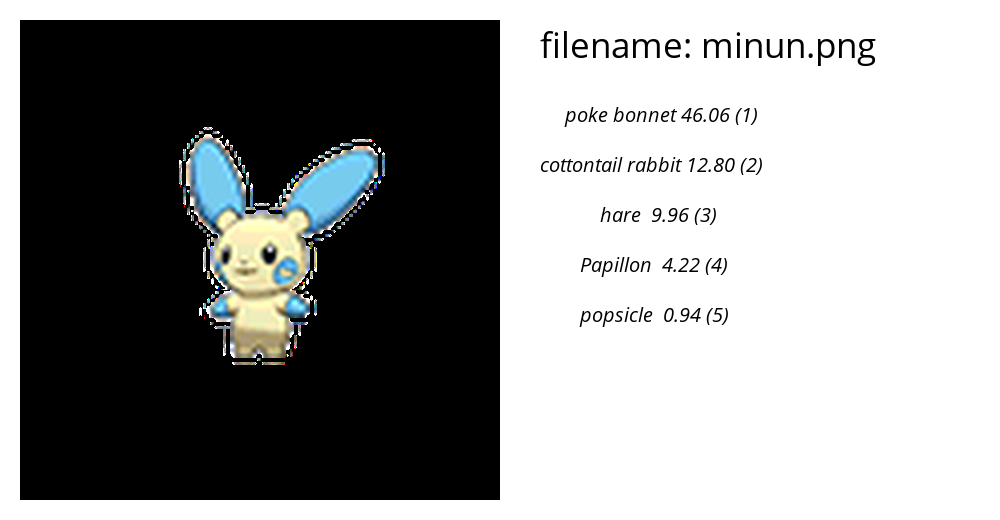 filename: minun.png
poke bonnet 46.06 (1)
cottontail rabbit 12.80 (2)
hare 9.96 (3)
Papillon 4.22 (4)
popsicle 0.94 (5)